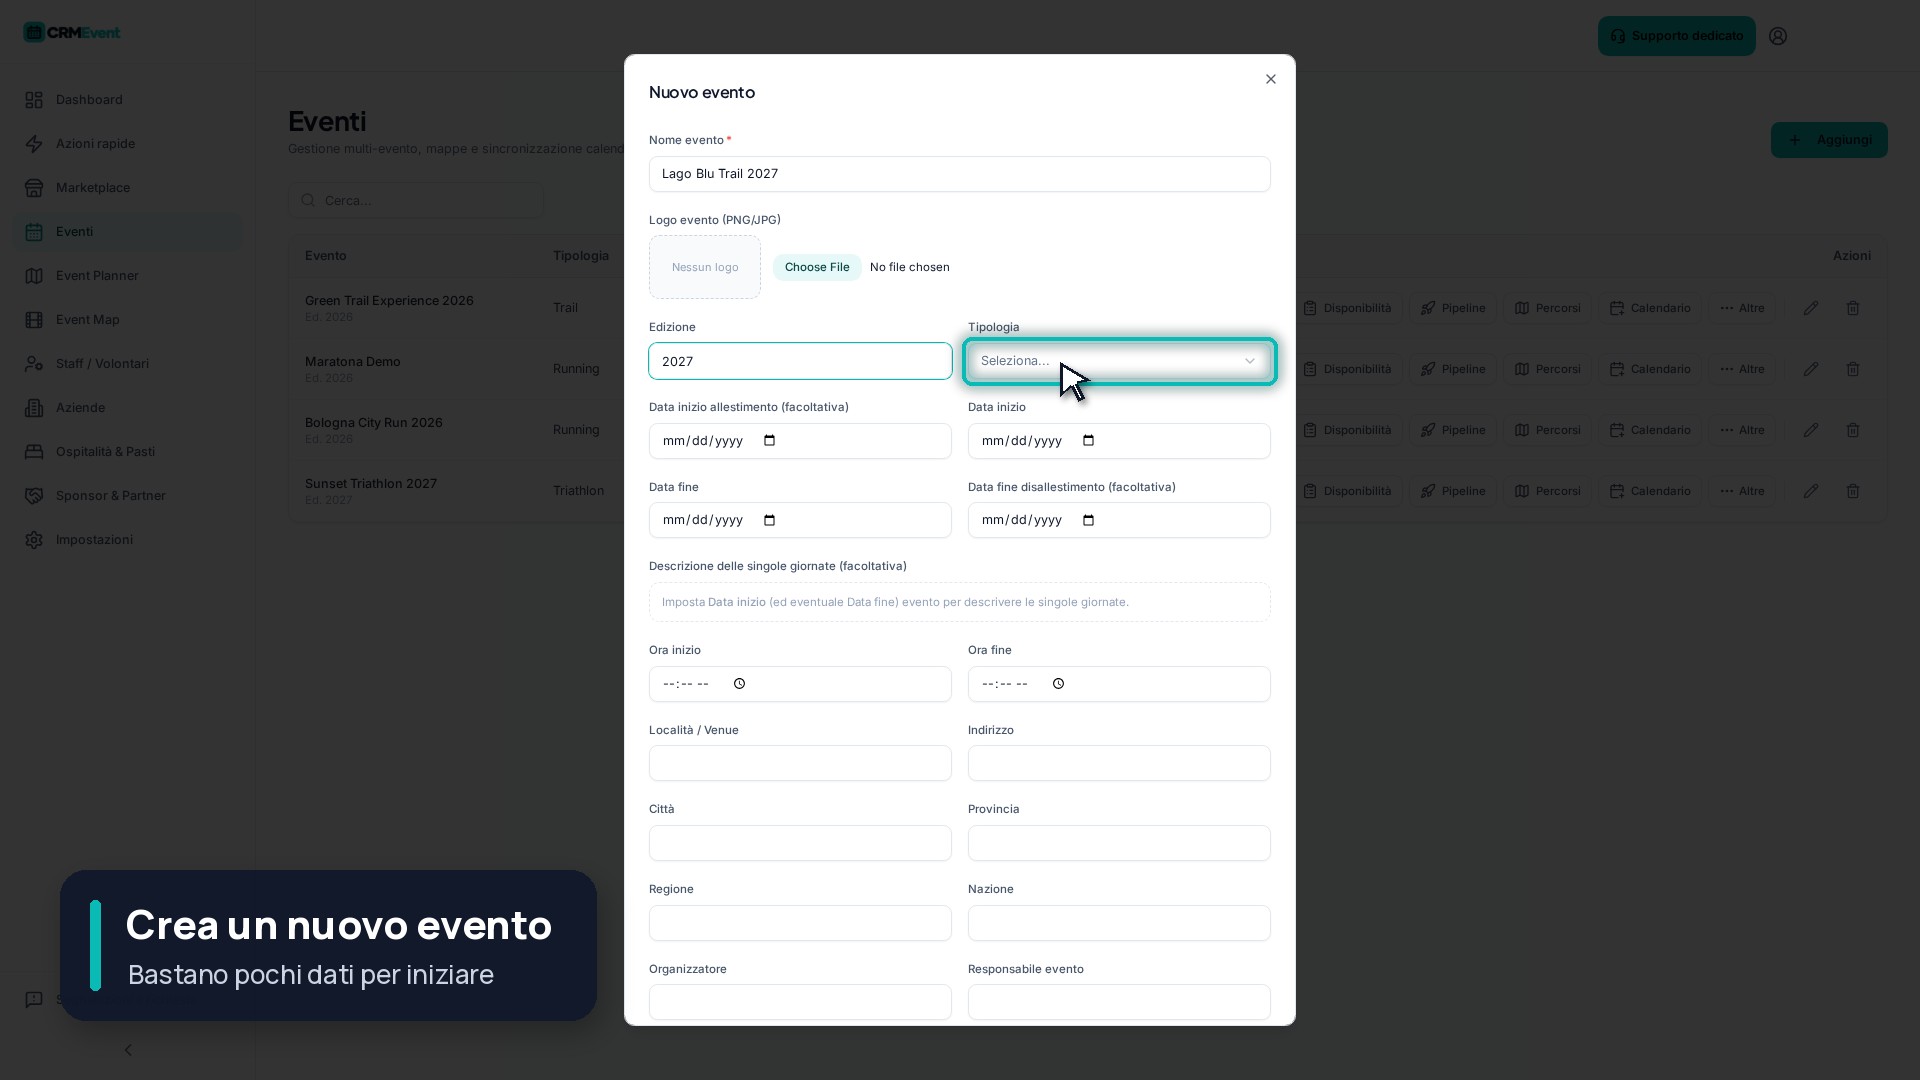 CRMEvent
Supporto dedicato
Dashboard
Azioni rapide
Marketplace
Eventi
Event Planner
Event Map
Staff / Volontari
Aziende
Ospitalità & Pasti
Sponsor & Partner
Impostazioni
Eventi
Gestione multi-evento, mappe e sincronizzazione calend
Aggiungi
Cerca...
Evento Tipologia Azioni
Green Trail Experience 2026 Trail Disponibilità Pipeline Percorsi Calendario Altre
Ed. 2026
Maratona Demo Running Disponibilità Pipeline Percorsi Calendario Altre
Ed. 2026
Bologna City Run 2026 Running Disponibilità Pipeline Percorsi Calendario Altre
Ed. 2026
Sunset Triathlon 2027 Triathlon Disponibilità Pipeline Percorsi Calendario Altre
Ed. 2027
Nuovo evento
Nome evento *
Lago Blu Trail 2027
Logo evento (PNG/JPG)
Nessun logo Choose File No file chosen
Edizione Tipologia
2027 Seleziona...
Data inizio allestimento (facoltativa) Data inizio
mm/dd/yyyy mm/dd/yyyy
Data fine Data fine disallestimento (facoltativa)
mm/dd/yyyy mm/dd/yyyy
Descrizione delle singole giornate (facoltativa)
Imposta Data inizio (ed eventuale Data fine) evento per descrivere le singole giornate.
Ora inizio Ora fine
--:-- -- --:-- --
Località / Venue Indirizzo
Città Provincia
Regione Nazione
Organizzatore Responsabile evento
Crea un nuovo evento
Bastano pochi dati per iniziare